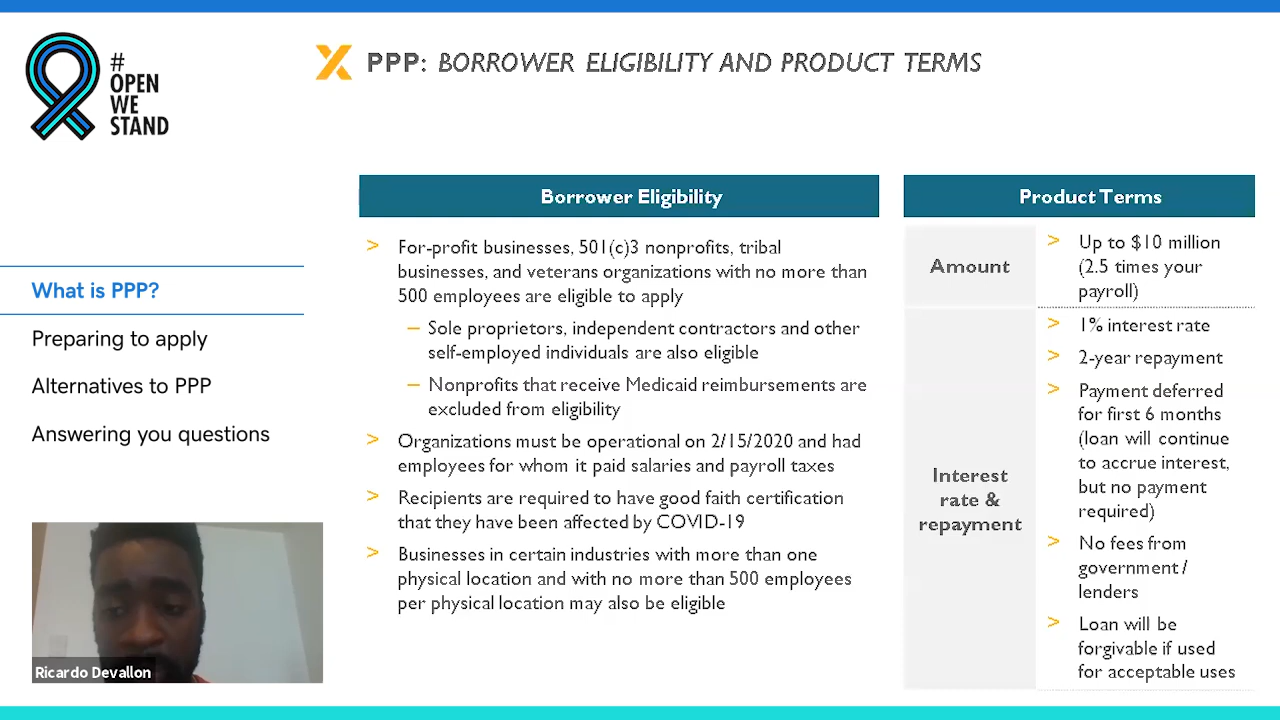 #
OPEN
WE
STAND
PPP: BORROWER ELIGIBILITY AND PRODUCT TERMS
What is PPP?
Preparing to apply
Alternatives to PPP
Answering you questions
Ricardo Devallon
Borrower Eligibility
> For-profit businesses, 501(c)3 nonprofits, tribal
businesses, and veterans organizations with no more than
500 employees are eligible to apply
– Sole proprietors, independent contractors and other
self-employed individuals are also eligible
– Nonprofits that receive Medicaid reimbursements are
excluded from eligibility
> Organizations must be operational on 2/15/2020 and had
employees for whom it paid salaries and payroll taxes
> Recipients are required to have good faith certification
that they have been affected by COVID-19
> Businesses in certain industries with more than one
physical location and with no more than 500 employees
per physical location may also be eligible
Product Terms
Amount
> Up to $10 million
(2.5 times your
payroll)
Interest
rate &
repayment
> 1% interest rate
> 2-year repayment
> Payment deferred
for first 6 months
(loan will continue
to accrue interest,
but no payment
required)
> No fees from
government /
lenders
> Loan will be
forgivable if used
for acceptable uses